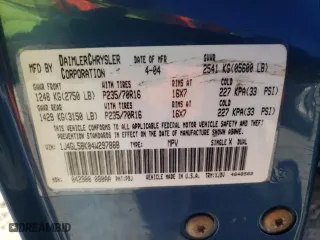 MFD BY DAIMLERCHRYSLER CORPORATION
DATE OF MFR 4-04 GVWR 2541 KG(05600 LB)
GAWR FRONT WITH TIRES RIMS AT COLD
1248 KG(2750 LB) P235/70R16 16X7 227 KPA(33 PSI)
GAWR REAR WITH TIRES RIMS AT COLD
1429 KG(3150 LB) P235/70R16 16X7 227 KPA(33 PSI)
THIS VEHICLE CONFORMS TO ALL APPLICABLE FEDERAL MOTOR VEHICLE SAFETY, BUMPER, AND THEFT PREVENTION STANDARDS IN EFFECT ON THE DATE OF MANUFACTURE SHOWN ABOVE.
VIN: TYPE: MPV SINGLE X DUAL
VEHICLE MADE IN U.S.A.